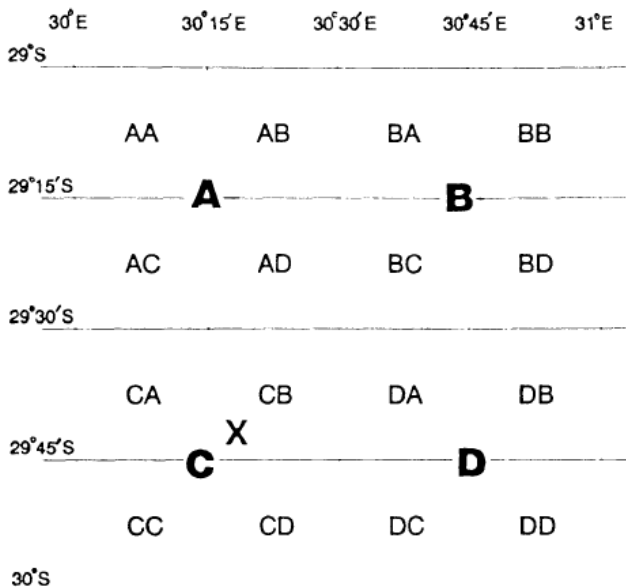 30°E 30°15′E 30°30′E 30°45′E 31°E
29°S
AA AB BA BB
29°15′S A B
AC AD BC BD
29°30′S
CA CB DA DB
X
29°45′S C D
CC CD DC DD
30°S